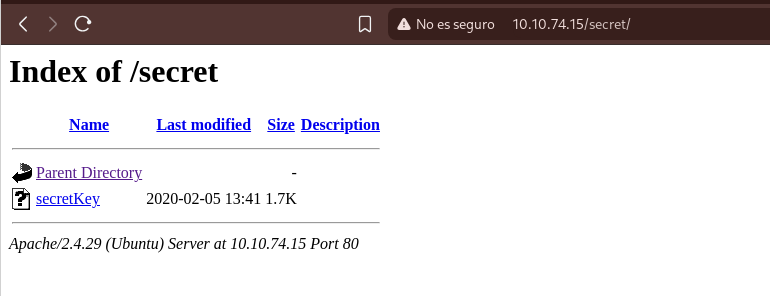 No es seguro 10.10.74.15/secret/
Index of /secret
Name Last modified Size Description
Parent Directory -
secretKey 2020-02-05 13:41 1.7K
Apache/2.4.29 (Ubuntu) Server at 10.10.74.15 Port 80